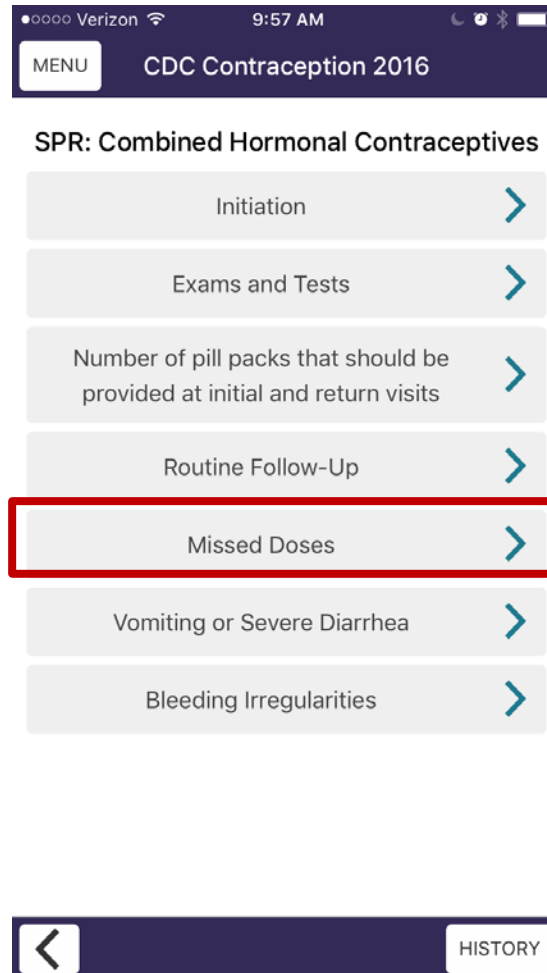 Verizon 9:57 AM
MENU CDC Contraception 2016
SPR: Combined Hormonal Contraceptives
Initiation
Exams and Tests
Number of pill packs that should be
provided at initial and return visits
Routine Follow-Up
Missed Doses
Vomiting or Severe Diarrhea
Bleeding Irregularities
HISTORY